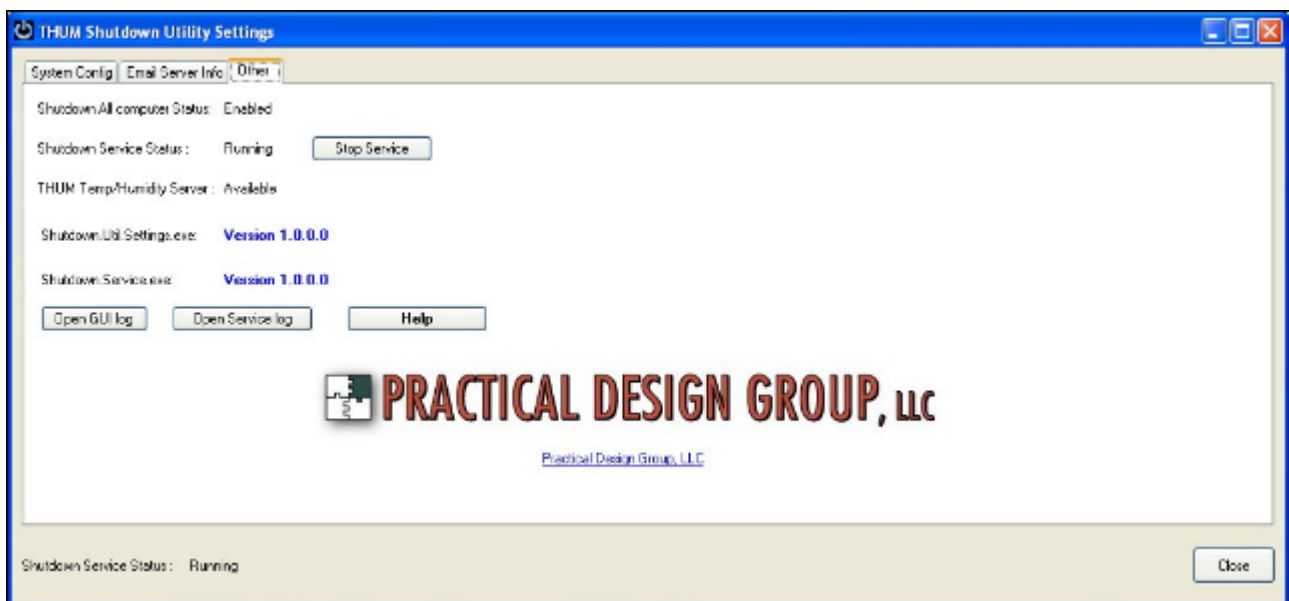 THUM Shutdown Utility Settings
System Config Email Server Info Other
Shutdown All computer Status: Enabled
Shutdown Service Status : Running Stop Service
THUM Temp/Humidity Server : Available
Shutdown.Util.Settings.exe: Version 1.0.0.0
Shutdown.Service.exe: Version 1.0.0.0
Open GUI log Open Service log Help
PRACTICAL DESIGN GROUP, LLC
Practical Design Group, LLC
Shutdown Service Status : Running Close